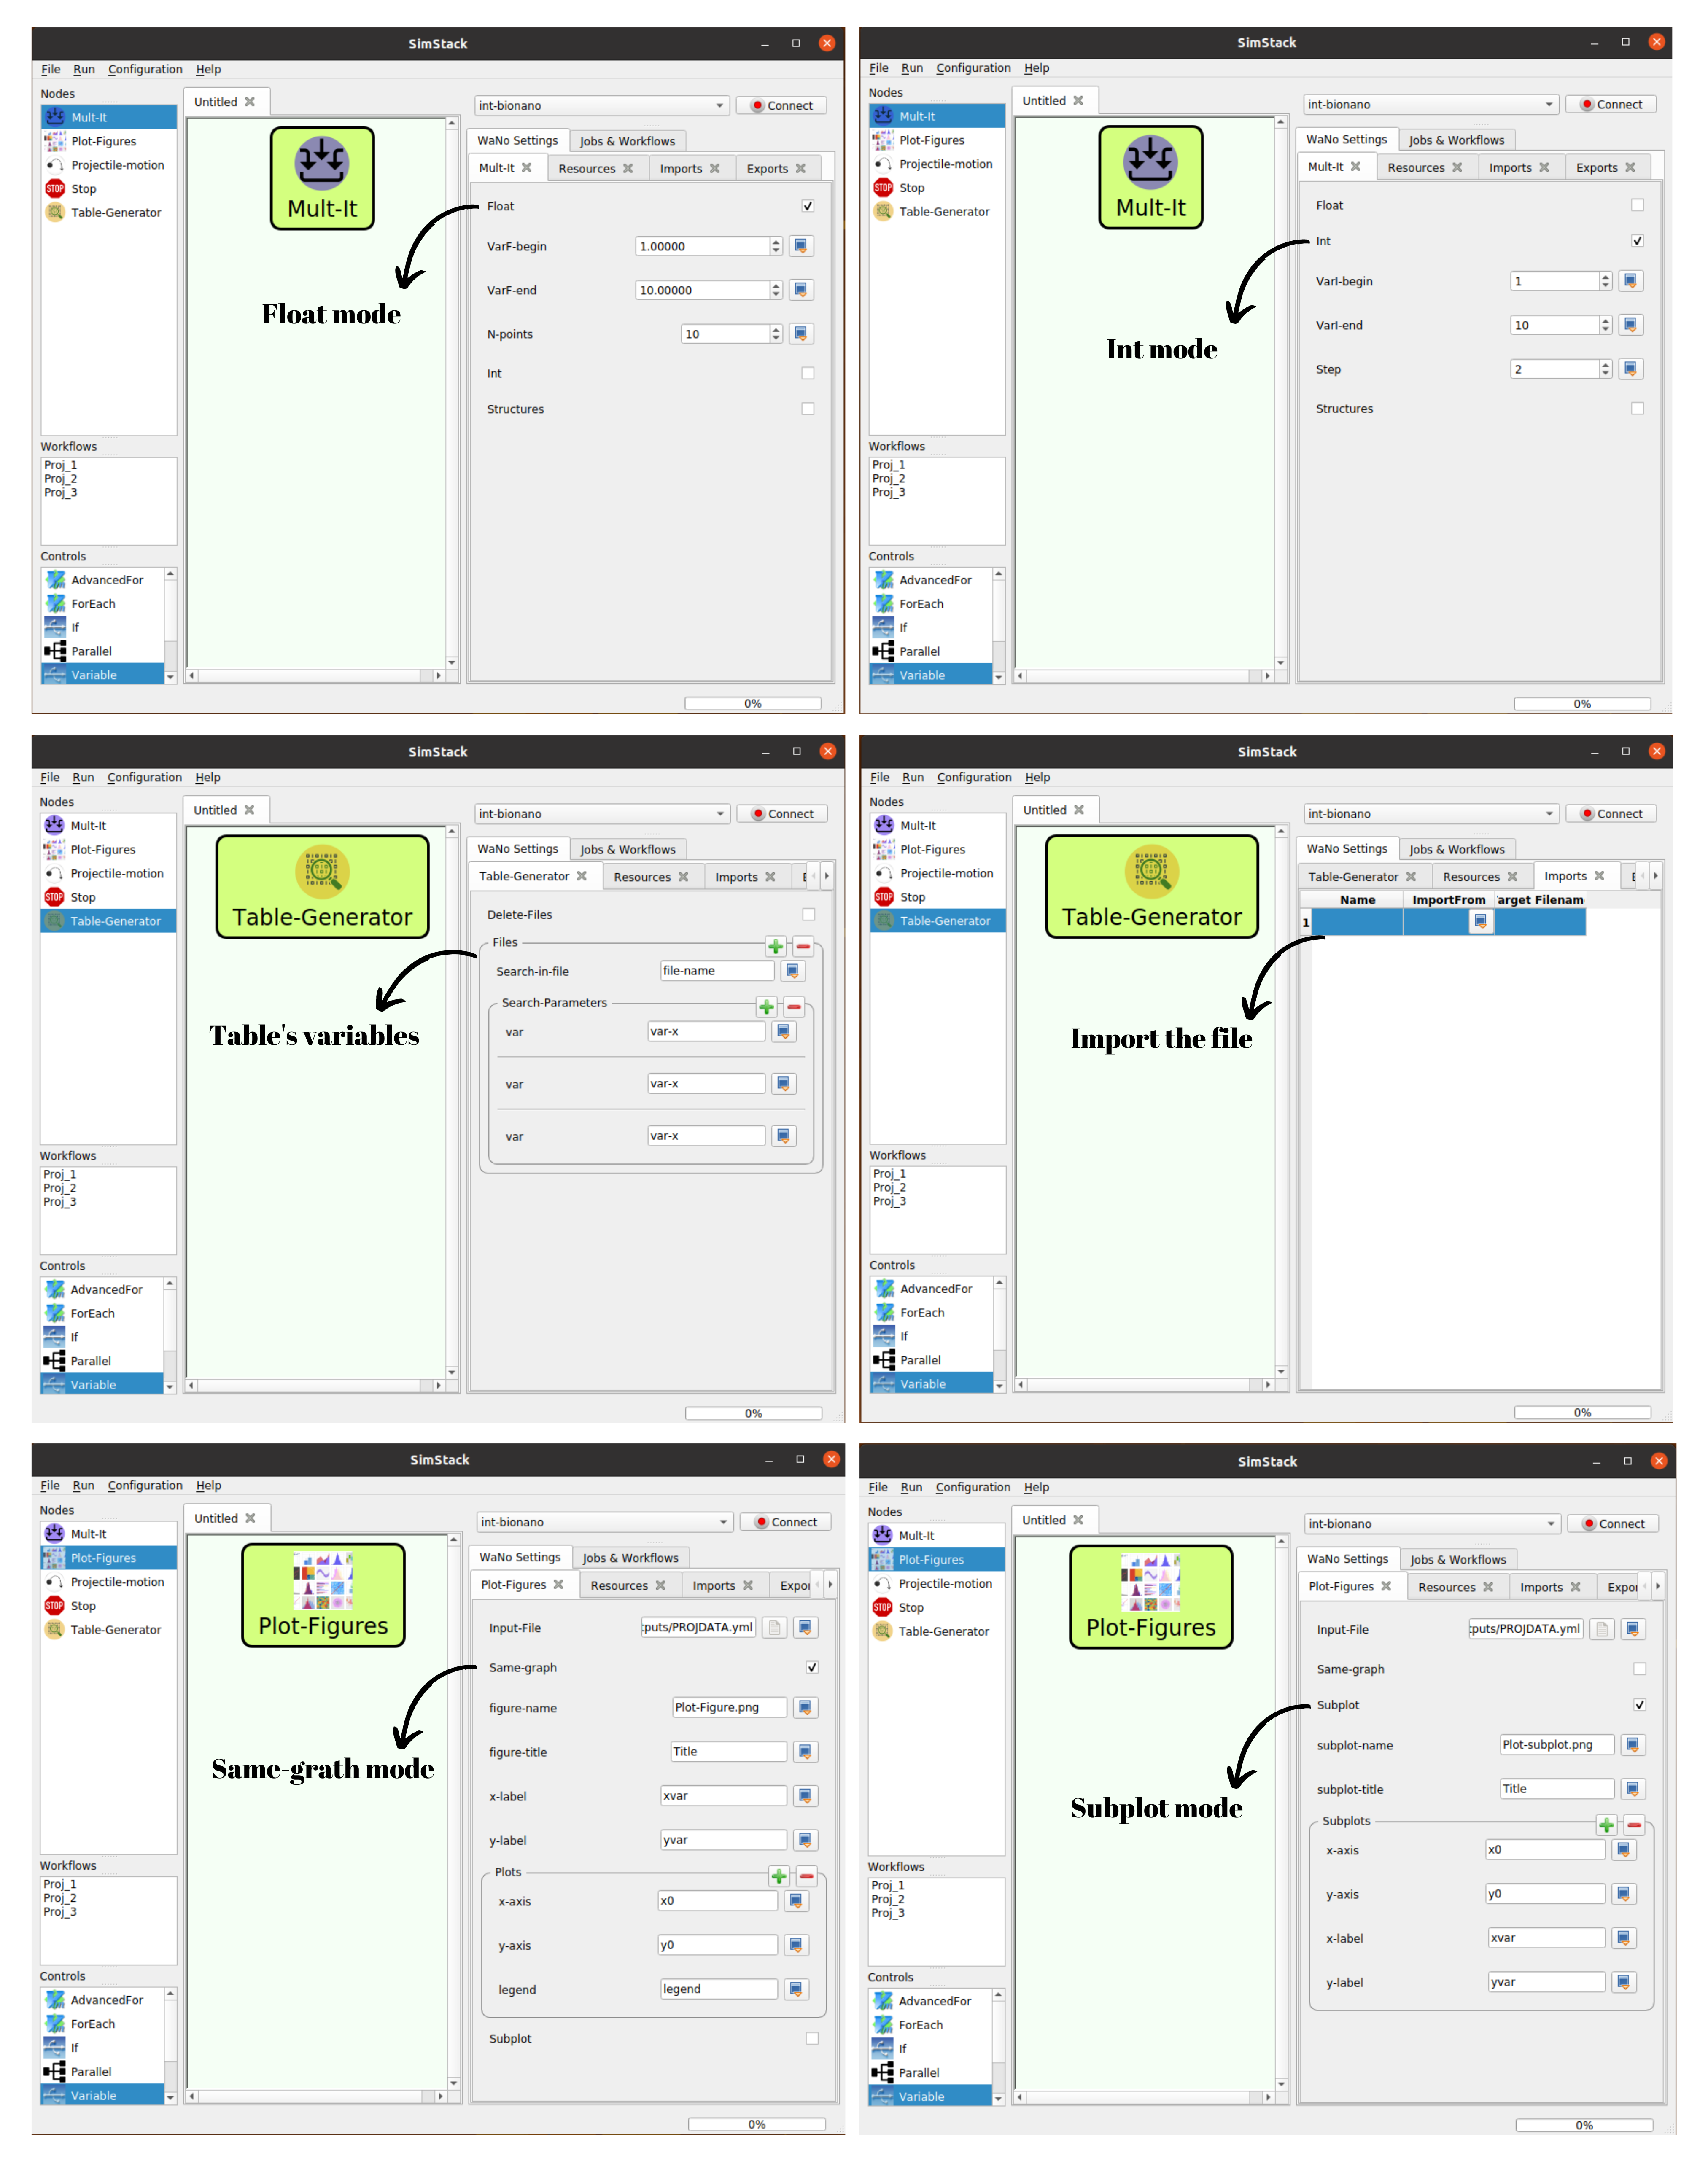 SimStack
File Run Configuration Help
Nodes
Mult-It
Plot-Figures
Projectile-motion
STOP Stop
Table-Generator
Workflows
Proj_1
Proj_2
Proj_3
Controls
AdvancedFor
ForEach
If
Parallel
Variable
Untitled
Mult-It
Float mode
int-bionano Connect
WaNo Settings Jobs & Workflows
Mult-It Resources Imports Exports
Float
VarF-begin 1.00000
VarF-end 10.00000
N-points 10
Int
Structures
0%
SimStack
File Run Configuration Help
Nodes
Mult-It
Plot-Figures
Projectile-motion
STOP Stop
Table-Generator
Workflows
Proj_1
Proj_2
Proj_3
Controls
AdvancedFor
ForEach
If
Parallel
Variable
Untitled
Mult-It
Int mode
int-bionano Connect
WaNo Settings Jobs & Workflows
Mult-It Resources Imports Exports
Float
Int
VarI-begin 1
VarI-end 10
Step 2
Structures
0%
SimStack
File Run Configuration Help
Nodes
Mult-It
Plot-Figures
Projectile-motion
STOP Stop
Table-Generator
Workflows
Proj_1
Proj_2
Proj_3
Controls
AdvancedFor
ForEach
If
Parallel
Variable
Untitled
Table-Generator
Table's variables
int-bionano Connect
WaNo Settings Jobs & Workflows
Table-Generator Resources Imports E
Delete-Files
Files
Search-in-file file-name
Search-Parameters
var var-x
var var-x
var var-x
0%
SimStack
File Run Configuration Help
Nodes
Mult-It
Plot-Figures
Projectile-motion
STOP Stop
Table-Generator
Workflows
Proj_1
Proj_2
Proj_3
Controls
AdvancedFor
ForEach
If
Parallel
Variable
Untitled
Table-Generator
Import the file
int-bionano Connect
WaNo Settings Jobs & Workflows
Table-Generator Resources Imports E
Name ImportFrom arget Filenam
1
0%
SimStack
File Run Configuration Help
Nodes
Mult-It
Plot-Figures
Projectile-motion
STOP Stop
Table-Generator
Workflows
Proj_1
Proj_2
Proj_3
Controls
AdvancedFor
ForEach
If
Parallel
Variable
Untitled
Plot-Figures
Same-grath mode
int-bionano Connect
WaNo Settings Jobs & Workflows
Plot-Figures Resources Imports Expor
Input-File puts/PROJDATA.yml
Same-graph
figure-name Plot-Figure.png
figure-title Title
x-label xvar
y-label yvar
Plots
x-axis x0
y-axis y0
legend legend
Subplot
0%
SimStack
File Run Configuration Help
Nodes
Mult-It
Plot-Figures
Projectile-motion
STOP Stop
Table-Generator
Workflows
Proj_1
Proj_2
Proj_3
Controls
AdvancedFor
ForEach
If
Parallel
Variable
Untitled
Plot-Figures
Subplot mode
int-bionano Connect
WaNo Settings Jobs & Workflows
Plot-Figures Resources Imports Expor
Input-File puts/PROJDATA.yml
Same-graph
Subplot
subplot-name Plot-subplot.png
subplot-title Title
Subplots
x-axis x0
y-axis y0
x-label xvar
y-label yvar
0%